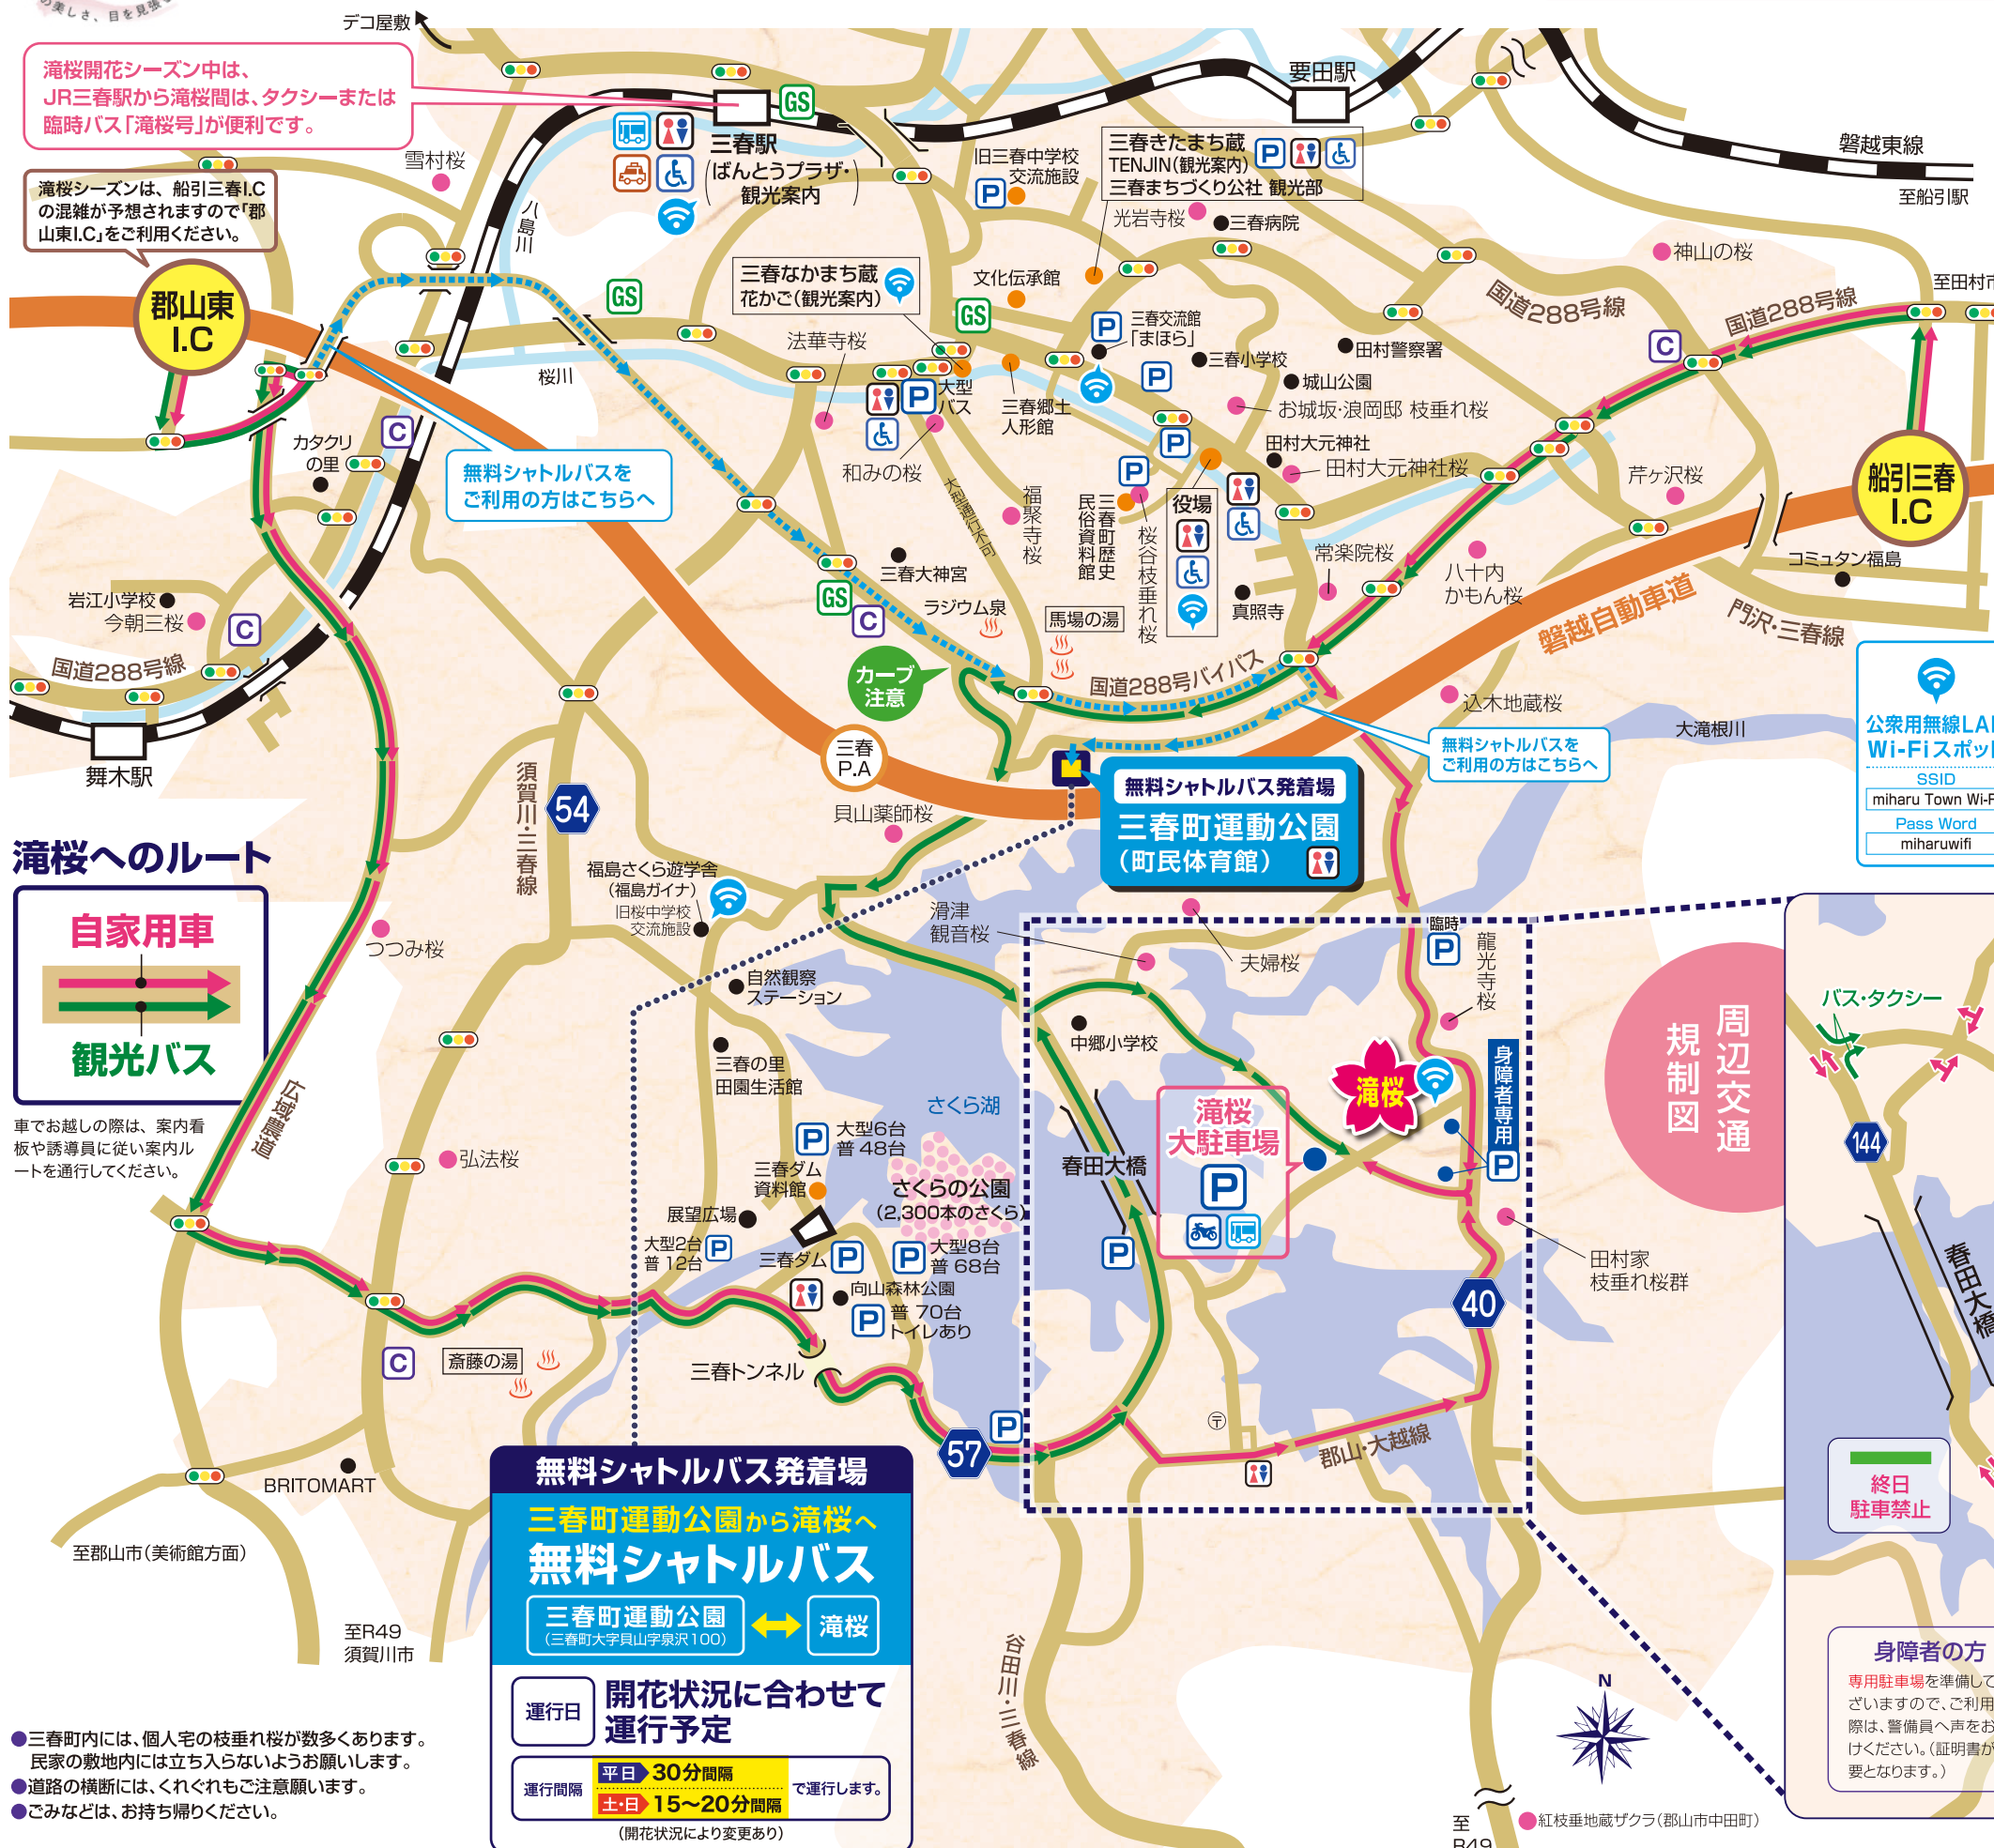 の美しさ、目を見張
デコ屋敷
滝桜開花シーズン中は、
JR三春駅から滝桜間は、タクシーまたは
臨時バス「滝桜号」が便利です。
滝桜シーズンは、船引三春I.C
の混雑が予想されますので「郡
山東I.C」をご利用ください。
郡山東
I.C
雪村桜
八島川
GS
三春駅
(ばんとうプラザ・
観光案内)
要田駅
磐越東線
至船引駅
旧三春中学校
交流施設
P
三春きたまち蔵
TENJIN(観光案内) P
三春まちづくり公社 観光部
光岩寺桜
三春病院
神山の桜
至田村市
国道288号線
国道288号線
GS
三春なかまち蔵
花かご(観光案内)
文化伝承館
GS
P
三春交流館
「まほら」
三春小学校
田村警察署
C
法華寺桜
桜川
P
大型
バス
三春郷土
人形館
P
城山公園
お城坂・浪岡邸 枝垂れ桜
P
田村大元神社
田村大元神社桜
芹ヶ沢桜
船引三春
I.C
和みの桜
大型通行不可
福聚寺桜
P
三春町歴史
民俗資料館
桜谷枝垂れ桜
役場
常楽院桜
八十内
かもん桜
コミュタン福島
門沢・三春線
磐越自動車道
真照寺
カタクリ
の里
C
無料シャトルバスを
ご利用の方はこちらへ
三春大神宮
GS
C
ラジウム泉
馬場の湯
カーブ
注意
国道288号バイパス
岩江小学校
今朝三桜
C
国道288号線
舞木駅
三春
P.A
込木地蔵桜
大滝根川
無料シャトルバスを
ご利用の方はこちらへ
公衆用無線LA
Wi-Fiスポッ
SSID
miharu Town Wi-F
Pass Word
miharuwifi
無料シャトルバス発着場
三春町運動公園
(町民体育館)
貝山薬師桜
須賀川・三春線
54
滝桜へのルート
自家用車
観光バス
車でお越しの際は、案内看
板や誘導員に従い案内ル
ートを通行してください。
つつみ桜
広域農道
福島さくら遊学舎
(福島ガイナ)
旧桜中学校
交流施設
自然観察
ステーション
三春の里
田園生活館
滑津
観音桜
夫婦桜
臨時
P
龍光寺桜
中郷小学校
滝桜
身障者専用
P
さくら湖
滝桜
大駐車場
P
春田大橋
P
P
大型6台
普 48台
三春ダム
資料館
さくらの公園
(2,300本のさくら)
展望広場
大型2台
普 12台
P
三春ダム
P
P
大型8台
普 68台
向山森林公園
P
普 70台
トイレあり
弘法桜
田村家
枝垂れ桜群
40
周辺交通
規制図
バス・タクシー
144
春田大橋
C
斎藤の湯
三春トンネル
P
57
〒
郡山・大越線
BRITOMART
至郡山市(美術館方面)
至R49
須賀川市
終日
駐車禁止
無料シャトルバス発着場
三春町運動公園から滝桜へ
無料シャトルバス
三春町運動公園
(三春町大字貝山字泉沢100)
滝桜
運行日
開花状況に合わせて
運行予定
運行間隔
平日 30分間隔
土・日 15〜20分間隔
で運行します。
(開花状況により変更あり)
谷田川・三春線
N
身障者の方
専用駐車場を準備して
ざいますので、ご利用
際は、警備員へ声をお
けください。(証明書が
要となります。)
●三春町内には、個人宅の枝垂れ桜が数多くあります。
民家の敷地内には立ち入らないようお願いします。
●道路の横断には、くれぐれもご注意願います。
●ごみなどは、お持ち帰りください。
至
R49
紅枝垂地蔵ザクラ(郡山市中田町)